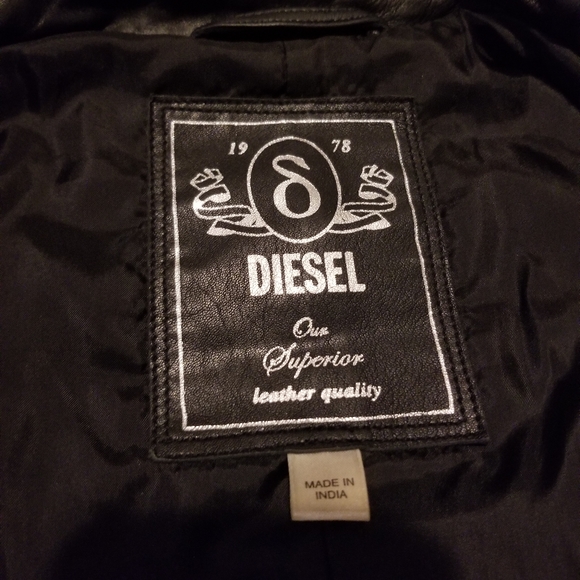 19 δ 78
DIESEL
Our
Superior
leather quality
MADE IN
INDIA